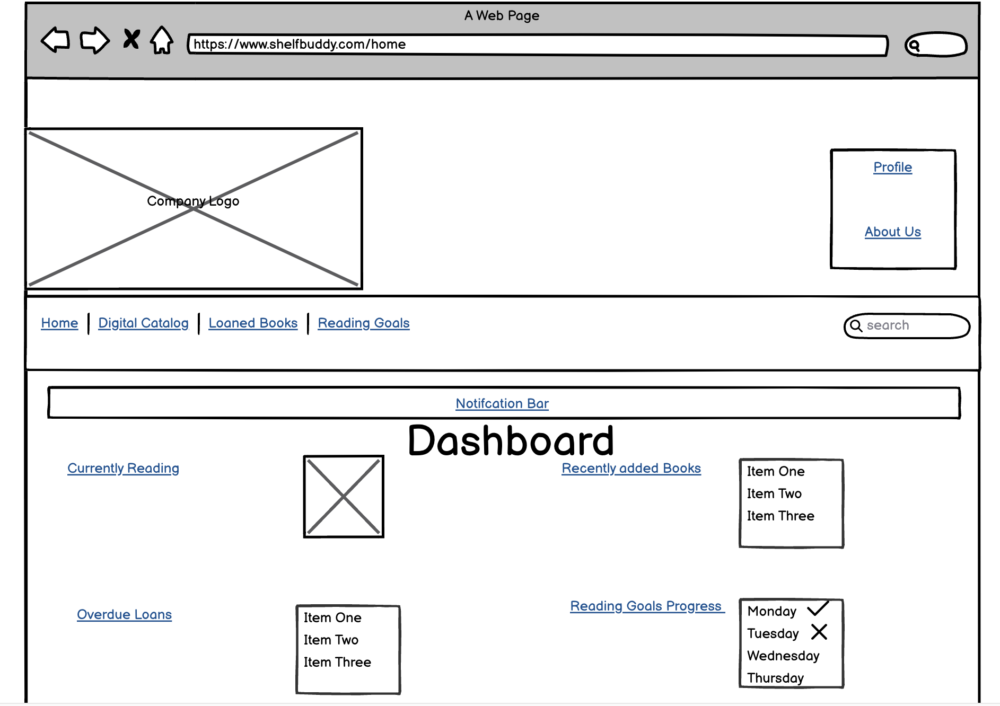 A Web Page
https://www.shelfbuddy.com/home
Company Logo
Profile
About Us
Home
Digital Catalog
Loaned Books
Reading Goals
search
Notifcation Bar
Dashboard
Currently Reading
Recently added Books
Item One
Item Two
Item Three
Overdue Loans
Item One
Item Two
Item Three
Reading Goals Progress
Monday
Tuesday
Wednesday
Thursday